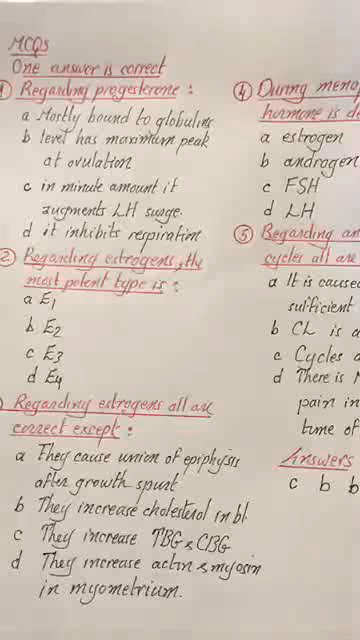 MCQS
One answer is correct
① Regarding progesterone :
a Mostly bound to globulins
b level has maximum peak
at ovulation
c in minute amount it
augments LH surge.
d it inhibits respiration
② Regarding estrogens, the
most potent type is :
a E1
b E2
c E3
d E4
Regarding estrogens all are
correct except :
a They cause union of epiphysis
after growth spurt
b They increase cholesterol in bl.
c They increase TBG & CBG
d They increase actin & myosin
in myometrium.
④ During
hormone is
a estrogen
b androgen
c FSH
d LH
⑤ Regarding
cycles all are
a It is
sufficient
b CL is
c Cycles
d There is
pain in
time of
Answers
c b b